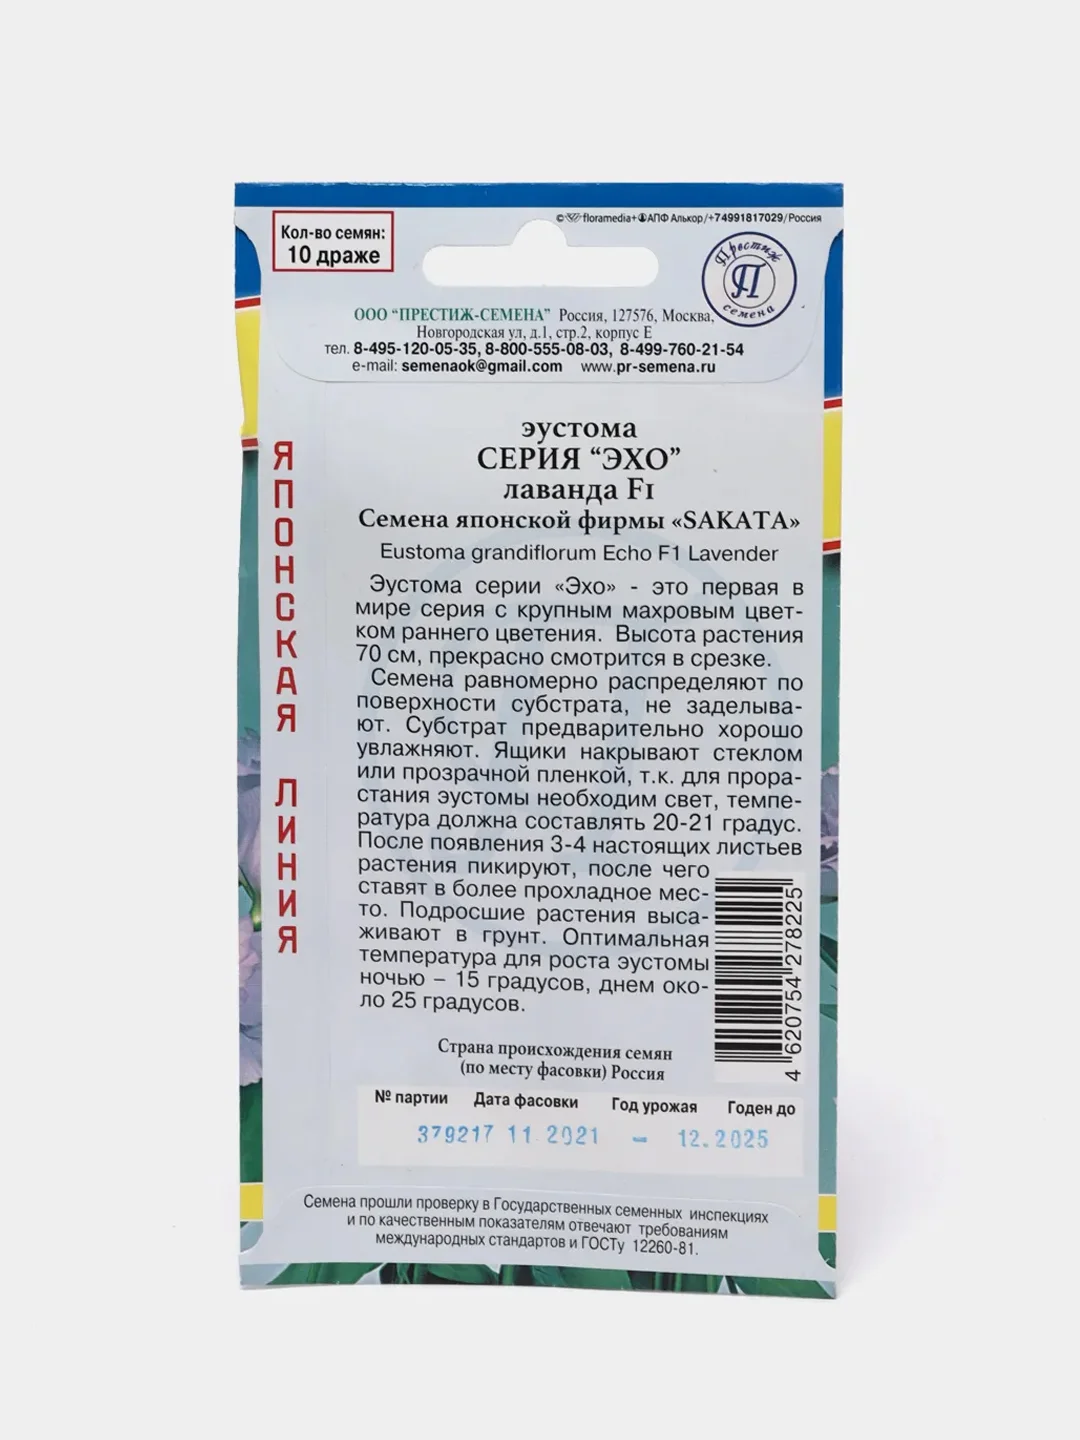 Кол-во семян:
10 драже
© floramedia+АПФ Алькор/+74991817029/Россия
Престиж
П
семена
ООО “ПРЕСТИЖ-СЕМЕНА” Россия, 127576, Москва,
Новгородская ул, д.1, стр.2, корпус Е
тел. 8-495-120-05-35, 8-800-555-08-03, 8-499-760-21-54
e-mail: semenaok@gmail.com www.pr-semena.ru
ЯПОНСКАЯ ЛИНИЯ
эустома
СЕРИЯ “ЭХО”
лаванда F1
Семена японской фирмы «SAKATA»
Eustoma grandiflorum Echo F1 Lavender
Эустома серии «Эхо» - это первая в
мире серия с крупным махровым цвет-
ком раннего цветения. Высота растения
70 см, прекрасно смотрится в срезке.
Семена равномерно распределяют по
поверхности субстрата, не заделыва-
ют. Субстрат предварительно хорошо
увлажняют. Ящики накрывают стеклом
или прозрачной пленкой, т.к. для прора-
стания эустомы необходим свет, темпе-
ратура должна составлять 20-21 градус.
После появления 3-4 настоящих листьев
растения пикируют, после чего
ставят в более прохладное мес-
то. Подросшие растения выса-
живают в грунт. Оптимальная
температура для роста эустомы
ночью – 15 градусов, днем око-
ло 25 градусов.
4 620754 278225
Страна происхождения семян
(по месту фасовки) Россия
№ партии Дата фасовки Год урожая Годен до
379217 11 2021 – 12.2025
Семена прошли проверку в Государственных семенных инспекциях
и по качественным показателям отвечают требованиям
международных стандартов и ГОСТу 12260-81.